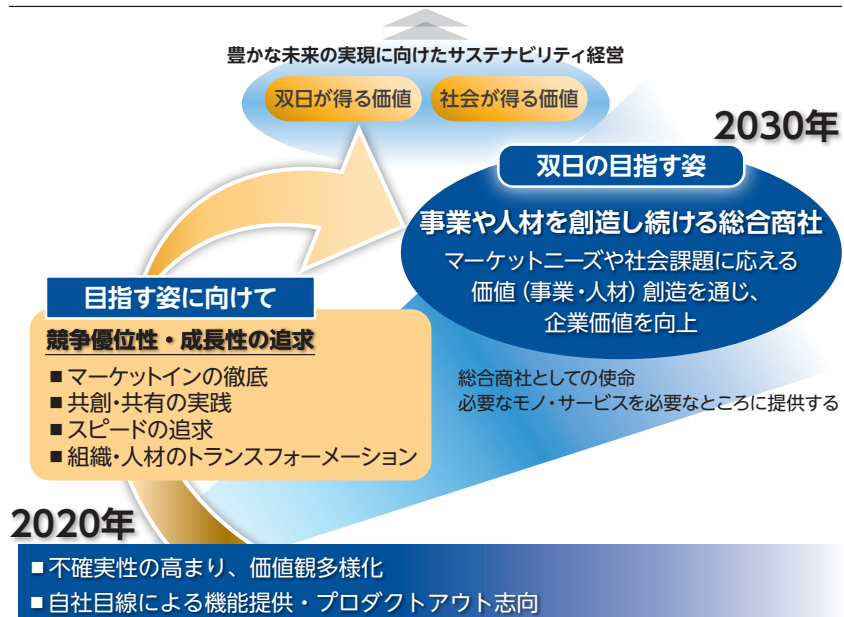 豊かな未来の実現に向けたサステナビリティ経営
双日が得る価値
社会が得る価値
2030年
双日の目指す姿
事業や人材を創造し続ける総合商社
マーケットニーズや社会課題に応える
価値（事業・人材）創造を通じ、
企業価値を向上
目指す姿に向けて
競争優位性・成長性の追求
■ マーケットインの徹底
■ 共創・共有の実践
■ スピードの追求
■ 組織・人材のトランスフォーメーション
総合商社としての使命
必要なモノ・サービスを必要なところに提供する
2020年
■ 不確実性の高まり、価値観多様化
■ 自社目線による機能提供・プロダクトアウト志向